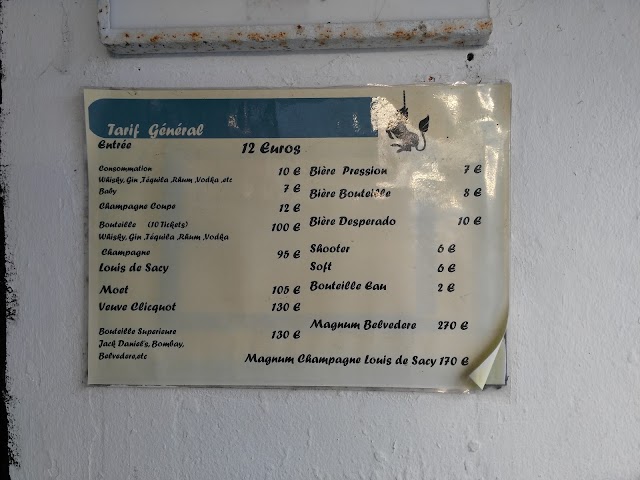 Tarif Général
Entrée 12 Euros
Consommation 10 €
Whisky, Gin ,Téquila ,Rhum ,Vodka ,etc
Baby 7 €
Champagne Coupe 12 €
Bouteille (10 Tickets) 100 €
Whisky, Gin ,Téquila ,Rhum ,Vodka
Champagne 95 €
Louis de Sacy
Moet 105 €
Veuve Clicquot 130 €
Bouteille Superieure 130 €
Jack Daniel's, Bombay,
Belvedere,etc
Bière Pression 7 €
Bière Bouteille 8 €
Bière Desperado 10 €
Shooter 6 €
Soft 6 €
Bouteille Eau 2 €
Magnum Belvedere 270 €
Magnum Champagne Louis de Sacy 170 €